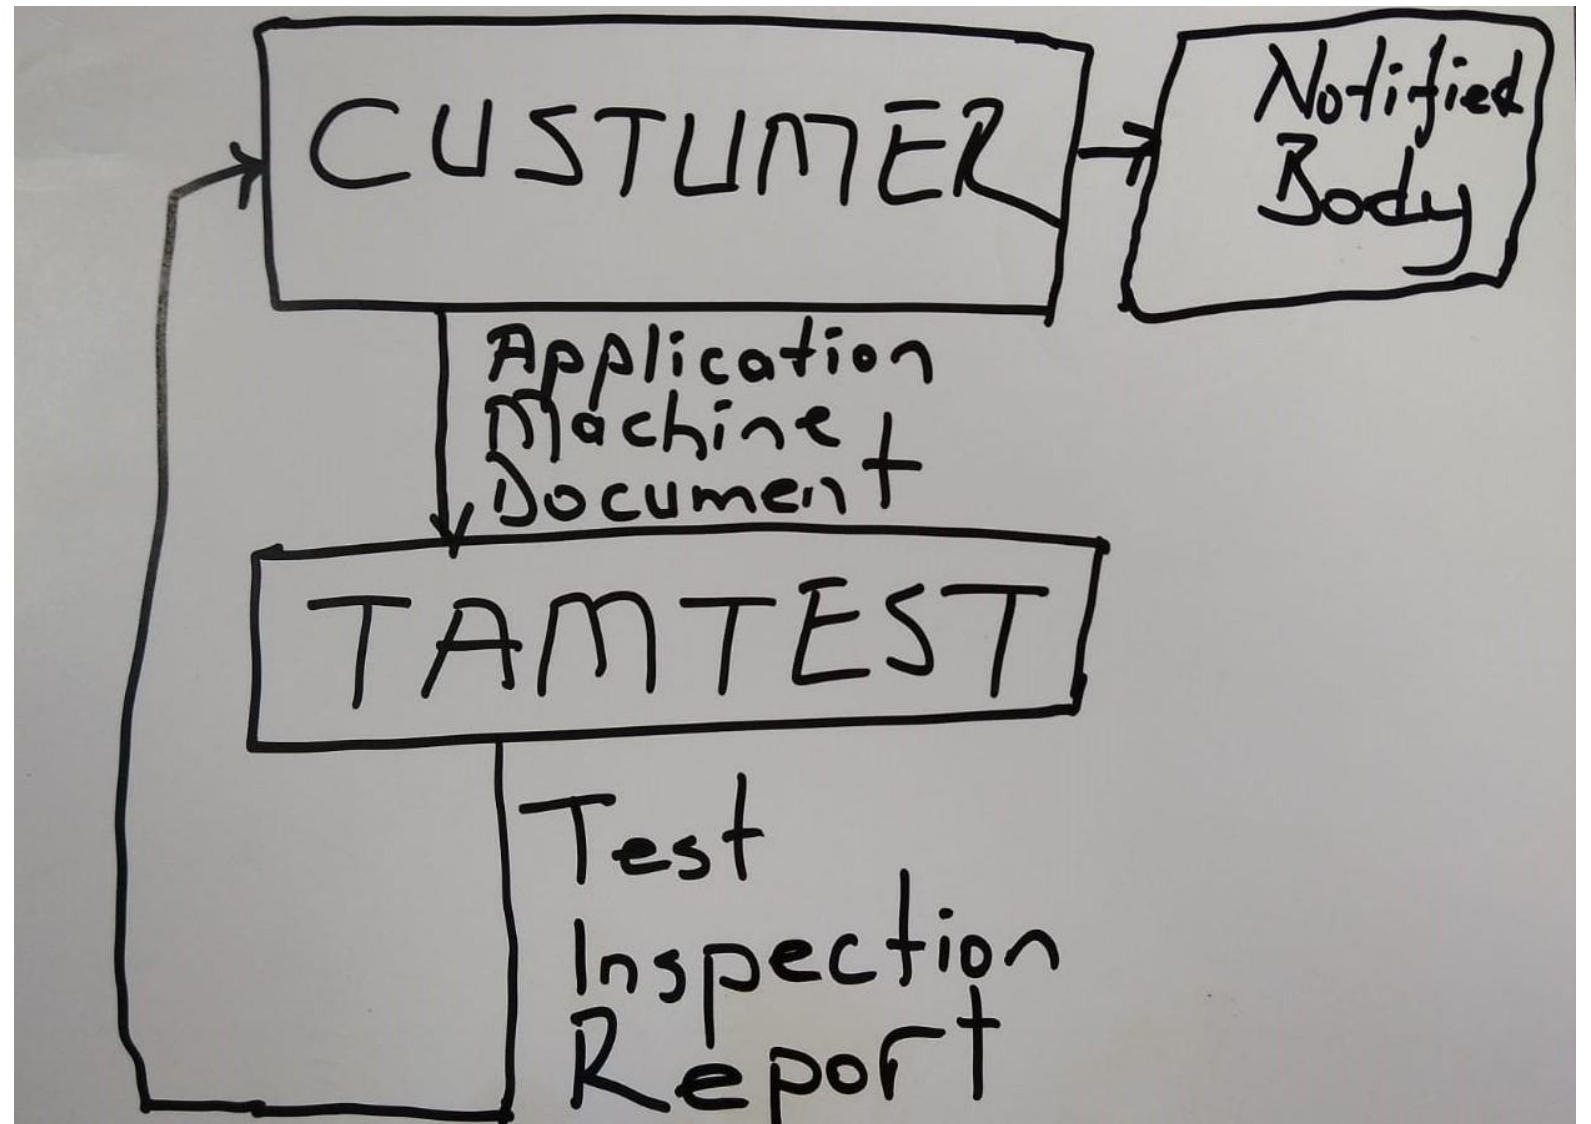 CUSTUMER
Notified
Body
Application
Machine
Document
TAMTEST
Test
Inspection
Report